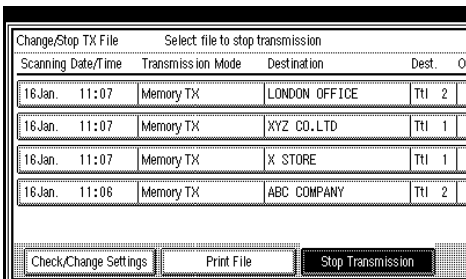 Change/Stop TX File Select file to stop transmission
Scanning Date/Time Transmission Mode Destination Dest.
16Jan. 11:07 Memory TX LONDON OFFICE Ttl 2
16Jan. 11:07 Memory TX XYZ CO.LTD Ttl 1
16Jan. 11:07 Memory TX X STORE Ttl 1
16Jan. 11:06 Memory TX ABC COMPANY Ttl 2
Check/Change Settings Print File Stop Transmission